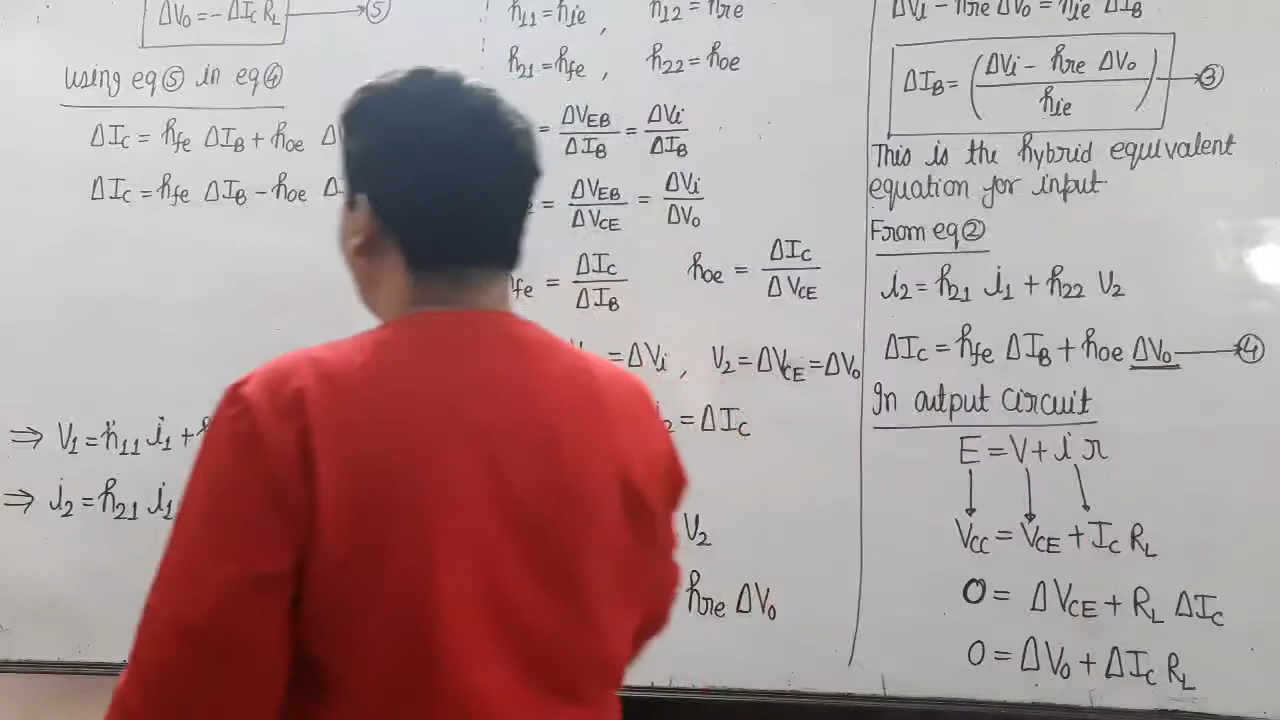 ΔV₀ = -ΔI_C R_L → ⑤
using eq⑤ in eq④
ΔI_C = h_fe ΔI_B + h_oe Δ
ΔI_C = h_fe ΔI_B - h_oe Δ
⇒ V₁ = h₁₁ i₁ +
⇒ i₂ = h₂₁ i₁
h₁₁ = h_ie , h₁₂ = h_re
h₂₁ = h_fe , h₂₂ = h_oe
= ΔV_EB/ΔI_B = ΔV_i/ΔI_B
= ΔV_EB/ΔV_CE = ΔV_i/ΔV₀
fe = ΔI_C/ΔI_B h_oe = ΔI_C/ΔV_CE
= ΔV_i , V₂ = ΔV_CE = ΔV₀
₂ = ΔI_C
V₂
h_re ΔV₀
ΔV_i - h_re ΔV₀ = h_ie ΔI_B
ΔI_B = ((ΔV_i - h_re ΔV₀)/h_ie) → ③
This is the hybrid equivalent
equation for input
From eq②
i₂ = h₂₁ i₁ + h₂₂ V₂
ΔI_C = h_fe ΔI_B + h_oe ΔV₀ → ④
In output circuit
E = V + i r
V_CC = V_CE + I_C R_L
0 = ΔV_CE + R_L ΔI_C
0 = ΔV₀ + ΔI_C R_L